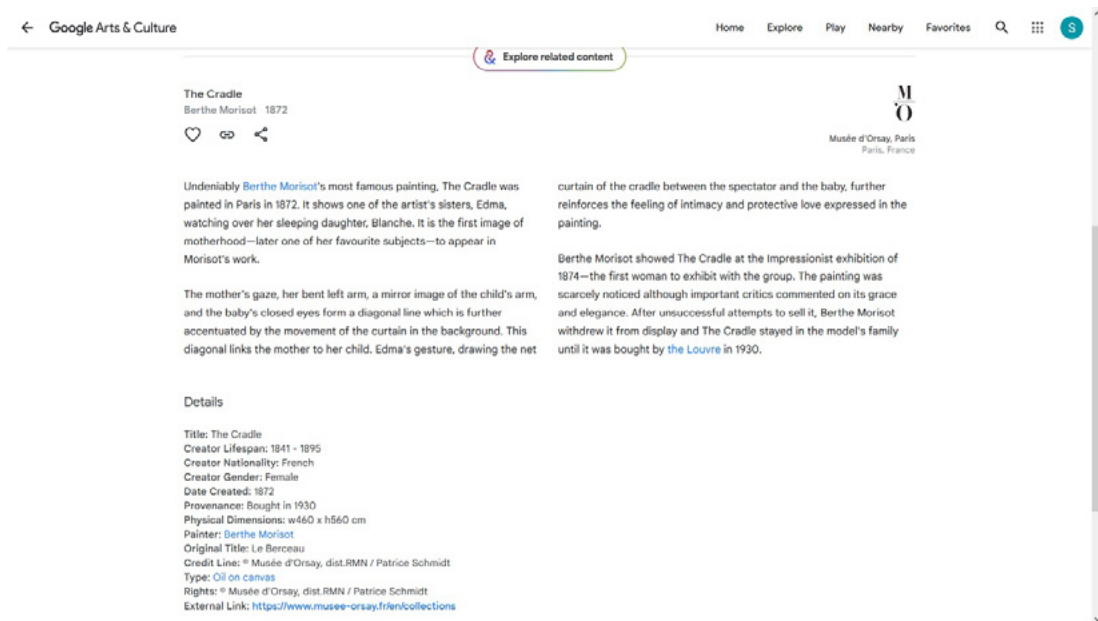 Google Arts & Culture
Home Explore Play Nearby Favorites
S
Explore related content
The Cradle
Berthe Morisot 1872
M
'O
Musée d'Orsay, Paris
Paris, France
Undeniably Berthe Morisot's most famous painting, The Cradle was
painted in Paris in 1872. It shows one of the artist's sisters, Edma,
watching over her sleeping daughter, Blanche. It is the first image of
motherhood—later one of her favourite subjects—to appear in
Morisot's work.
The mother's gaze, her bent left arm, a mirror image of the child's arm,
and the baby's closed eyes form a diagonal line which is further
accentuated by the movement of the curtain in the background. This
diagonal links the mother to her child. Edma's gesture, drawing the net
curtain of the cradle between the spectator and the baby, further
reinforces the feeling of intimacy and protective love expressed in the
painting.
Berthe Morisot showed The Cradle at the Impressionist exhibition of
1874—the first woman to exhibit with the group. The painting was
scarcely noticed although important critics commented on its grace
and elegance. After unsuccessful attempts to sell it, Berthe Morisot
withdrew it from display and The Cradle stayed in the model's family
until it was bought by the Louvre in 1930.
Details
Title: The Cradle
Creator Lifespan: 1841 - 1895
Creator Nationality: French
Creator Gender: Female
Date Created: 1872
Provenance: Bought in 1930
Physical Dimensions: w460 x h560 cm
Painter: Berthe Morisot
Original Title: Le Berceau
Credit Line: © Musée d'Orsay, dist.RMN / Patrice Schmidt
Type: Oil on canvas
Rights: © Musée d'Orsay, dist.RMN / Patrice Schmidt
External Link: https://www.musee-orsay.fr/en/collections